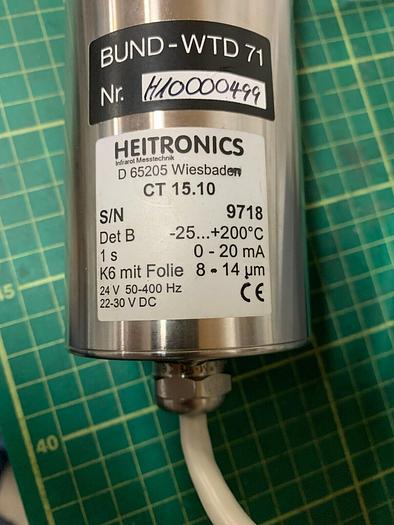 BUND-WTD 71
Nr. H10000499
HEITRONICS
Infrarot Messtechnik
D 65205 Wiesbaden
CT 15.10
S/N 9718
Det B -25...+200°C
1 s 0 - 20 mA
K6 mit Folie 8 - 14 µm
24 V 50-400 Hz
22-30 V DC CE
45
40